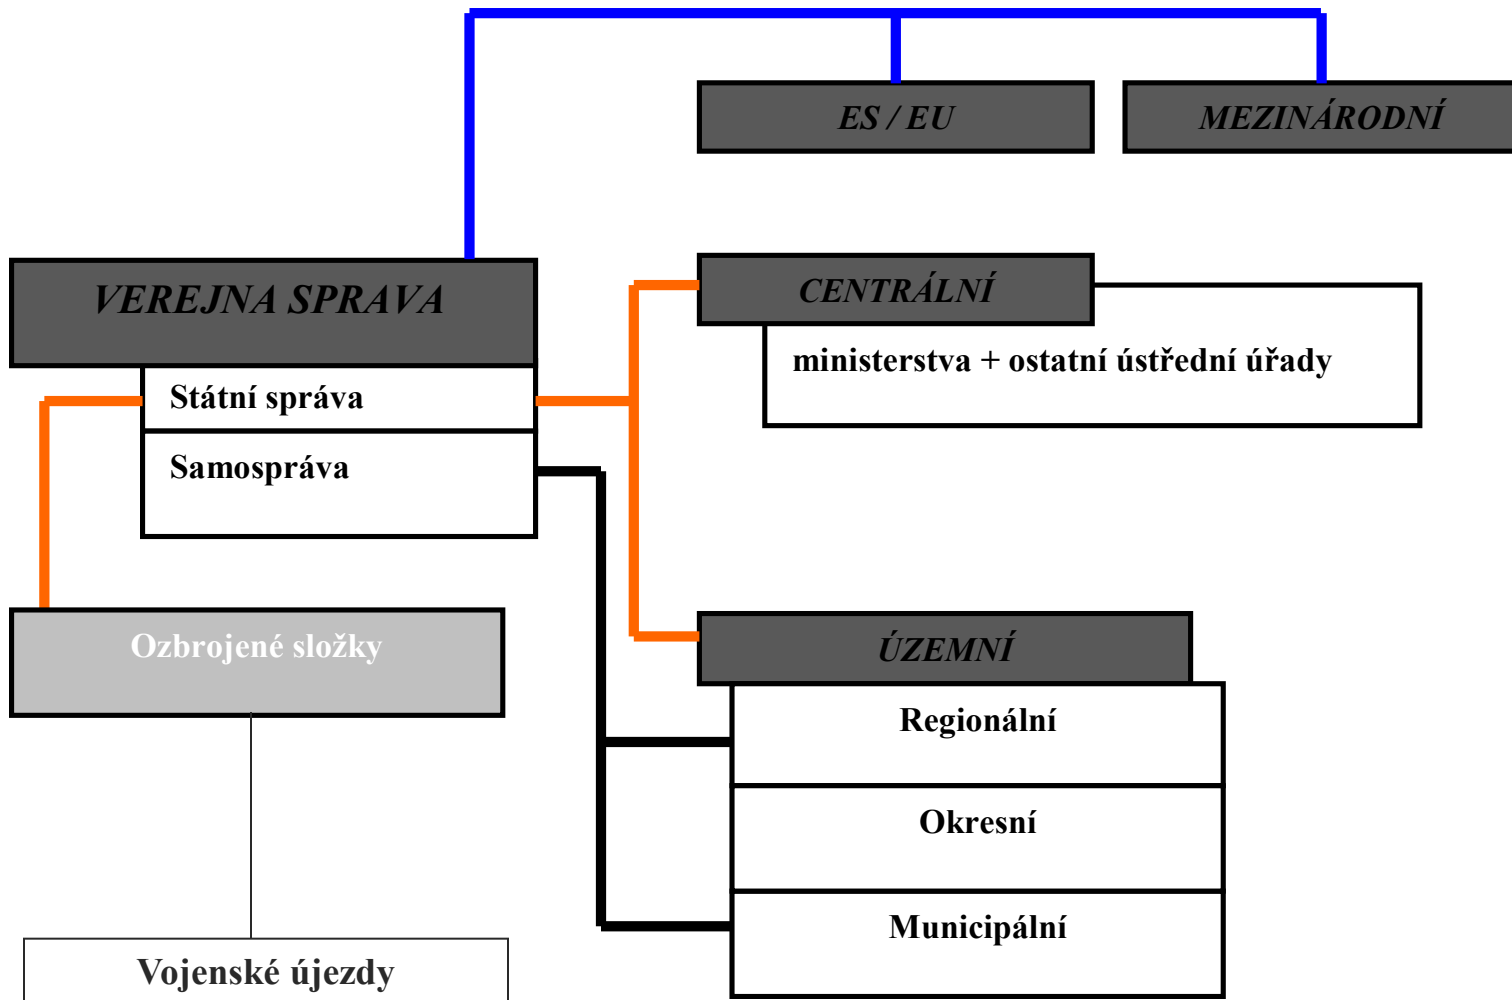 ES / EU
MEZINÁRODNÍ
VEREJNA SPRAVA
CENTRÁLNÍ
ministerstva + ostatní ústřední úřady
Státní správa
Samospráva
Ozbrojené složky
ÚZEMNÍ
Regionální
Okresní
Municipální
Vojenské újezdy